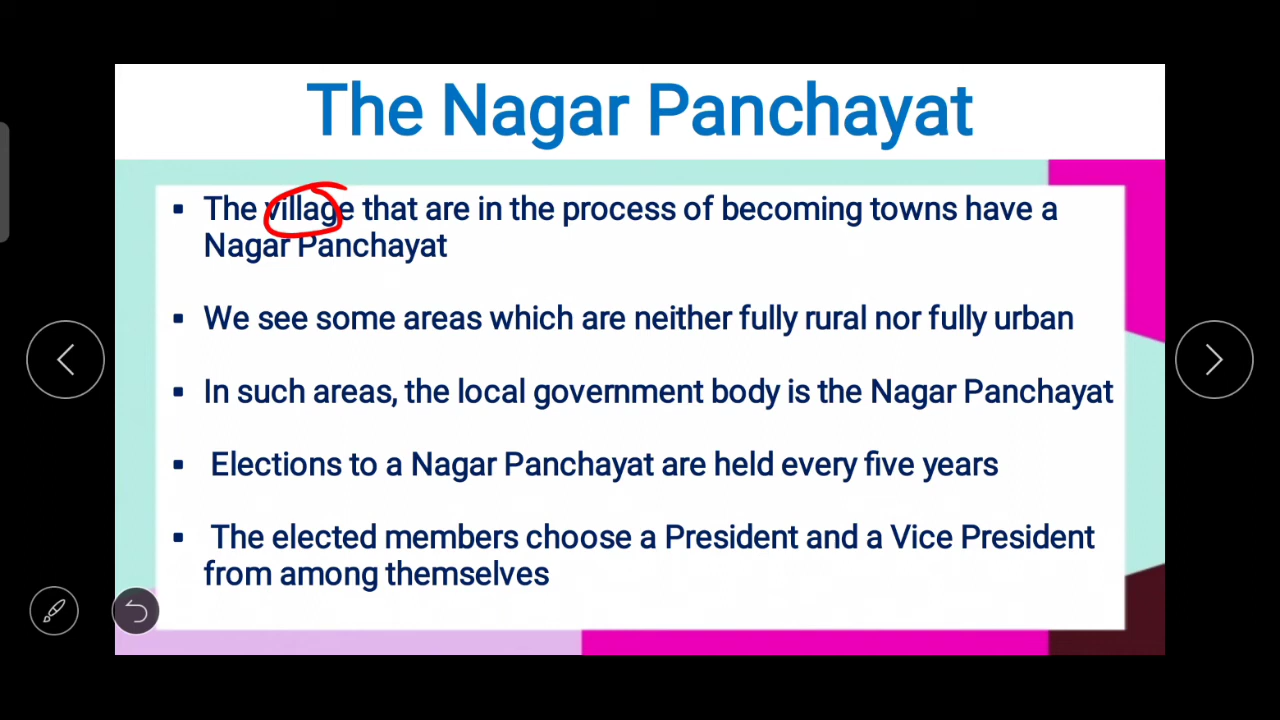 The Nagar Panchayat
▪ The village that are in the process of becoming towns have a
Nagar Panchayat
▪ We see some areas which are neither fully rural nor fully urban
▪ In such areas, the local government body is the Nagar Panchayat
▪ Elections to a Nagar Panchayat are held every five years
▪ The elected members choose a President and a Vice President
from among themselves